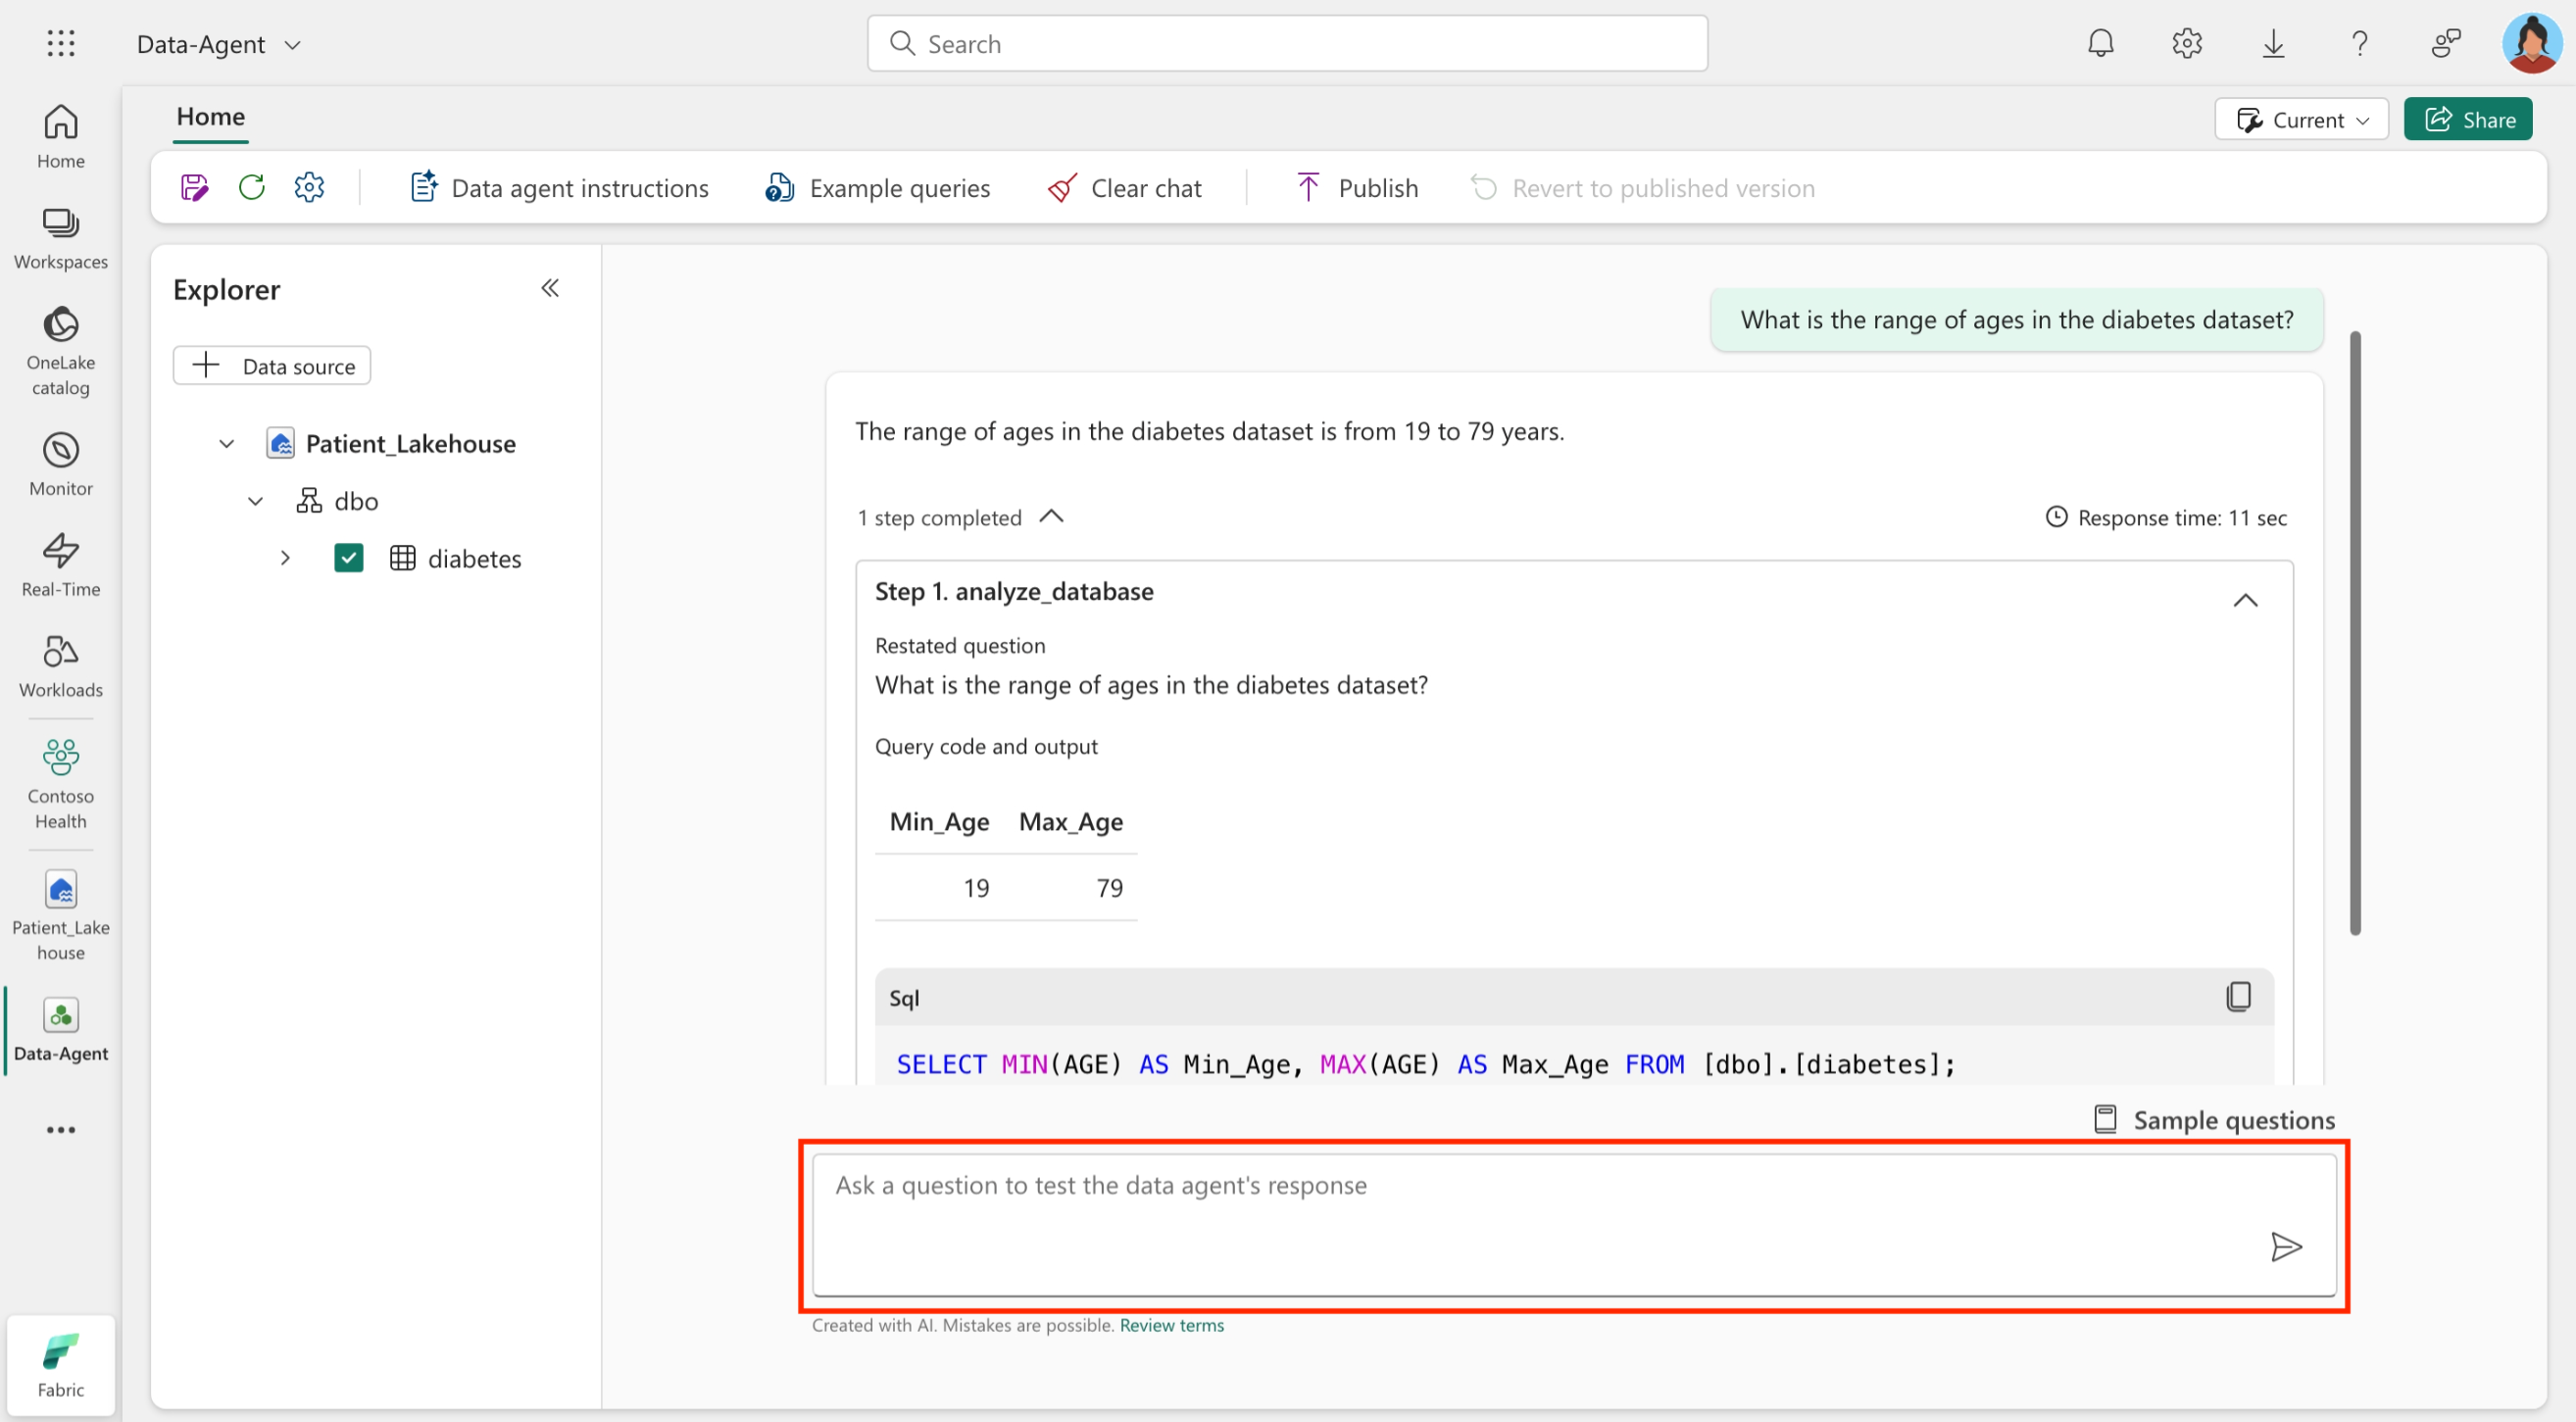 Data-Agent
Search
Home
Workspaces
OneLake
catalog
Monitor
Real-Time
Workloads
Contoso
Health
Patient_Lake
house
Data-Agent
Fabric
Home
Current
Share
Data agent instructions
Example queries
Clear chat
Publish
Revert to published version
Explorer
Data source
Patient_Lakehouse
dbo
diabetes
What is the range of ages in the diabetes dataset?
The range of ages in the diabetes dataset is from 19 to 79 years.
1 step completed
Response time: 11 sec
Step 1. analyze_database
Restated question
What is the range of ages in the diabetes dataset?
Query code and output
Min_Age Max_Age
19 79
Sql
SELECT MIN(AGE) AS Min_Age, MAX(AGE) AS Max_Age FROM [dbo].[diabetes];
Sample questions
Ask a question to test the data agent's response
Created with AI. Mistakes are possible. Review terms